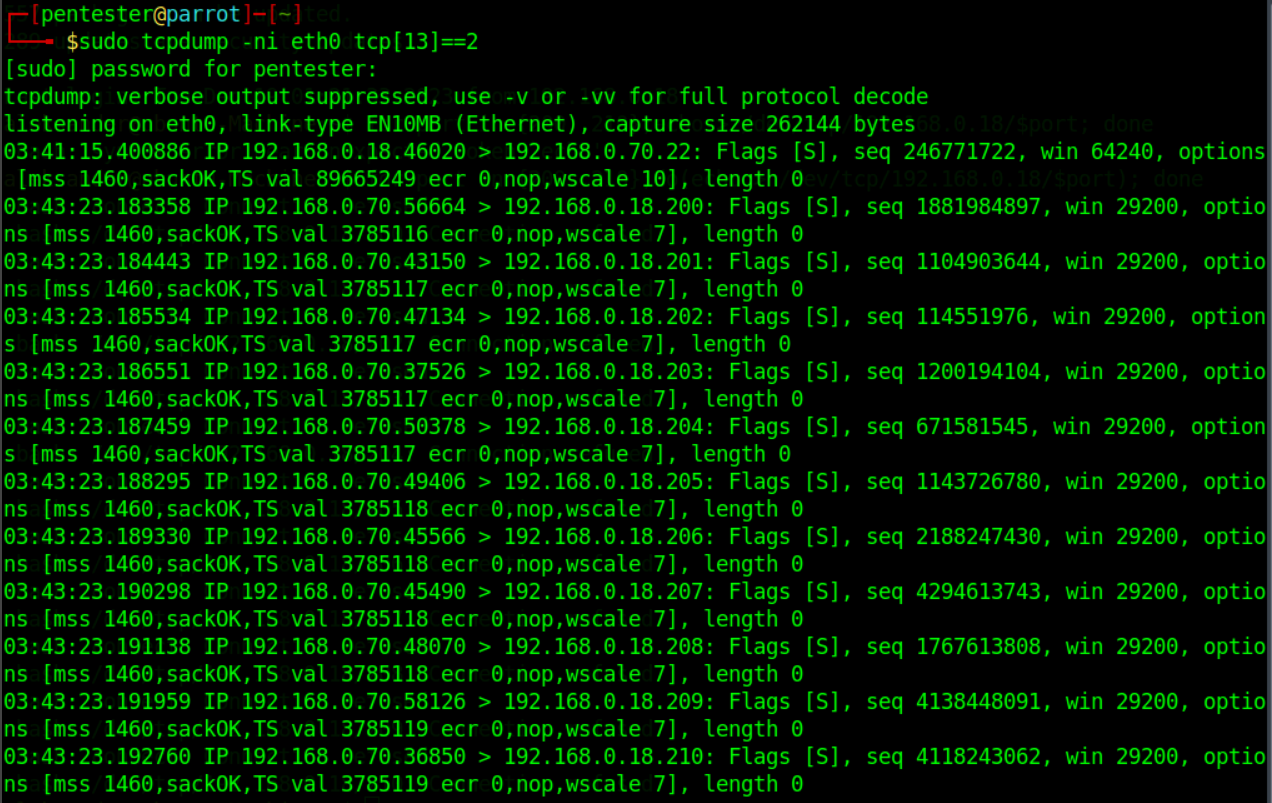 ┌─[pentester@parrot]─[~]
└──╼ $sudo tcpdump -ni eth0 tcp[13]==2
[sudo] password for pentester:
tcpdump: verbose output suppressed, use -v or -vv for full protocol decode
listening on eth0, link-type EN10MB (Ethernet), capture size 262144 bytes
03:41:15.400886 IP 192.168.0.18.46020 > 192.168.0.70.22: Flags [S], seq 246771722, win 64240, options
 [mss 1460,sackOK,TS val 89665249 ecr 0,nop,wscale 10], length 0
03:43:23.183358 IP 192.168.0.70.56664 > 192.168.0.18.200: Flags [S], seq 1881984897, win 29200, optio
ns [mss 1460,sackOK,TS val 3785116 ecr 0,nop,wscale 7], length 0
03:43:23.184443 IP 192.168.0.70.43150 > 192.168.0.18.201: Flags [S], seq 1104903644, win 29200, optio
ns [mss 1460,sackOK,TS val 3785117 ecr 0,nop,wscale 7], length 0
03:43:23.185534 IP 192.168.0.70.47134 > 192.168.0.18.202: Flags [S], seq 114551976, win 29200, option
s [mss 1460,sackOK,TS val 3785117 ecr 0,nop,wscale 7], length 0
03:43:23.186551 IP 192.168.0.70.37526 > 192.168.0.18.203: Flags [S], seq 1200194104, win 29200, optio
ns [mss 1460,sackOK,TS val 3785117 ecr 0,nop,wscale 7], length 0
03:43:23.187459 IP 192.168.0.70.50378 > 192.168.0.18.204: Flags [S], seq 671581545, win 29200, option
s [mss 1460,sackOK,TS val 3785117 ecr 0,nop,wscale 7], length 0
03:43:23.188295 IP 192.168.0.70.49406 > 192.168.0.18.205: Flags [S], seq 1143726780, win 29200, optio
ns [mss 1460,sackOK,TS val 3785118 ecr 0,nop,wscale 7], length 0
03:43:23.189330 IP 192.168.0.70.45566 > 192.168.0.18.206: Flags [S], seq 2188247430, win 29200, optio
ns [mss 1460,sackOK,TS val 3785118 ecr 0,nop,wscale 7], length 0
03:43:23.190298 IP 192.168.0.70.45490 > 192.168.0.18.207: Flags [S], seq 4294613743, win 29200, optio
ns [mss 1460,sackOK,TS val 3785118 ecr 0,nop,wscale 7], length 0
03:43:23.191138 IP 192.168.0.70.48070 > 192.168.0.18.208: Flags [S], seq 1767613808, win 29200, optio
ns [mss 1460,sackOK,TS val 3785118 ecr 0,nop,wscale 7], length 0
03:43:23.191959 IP 192.168.0.70.58126 > 192.168.0.18.209: Flags [S], seq 4138448091, win 29200, optio
ns [mss 1460,sackOK,TS val 3785119 ecr 0,nop,wscale 7], length 0
03:43:23.192760 IP 192.168.0.70.36850 > 192.168.0.18.210: Flags [S], seq 4118243062, win 29200, optio
ns [mss 1460,sackOK,TS val 3785119 ecr 0,nop,wscale 7], length 0